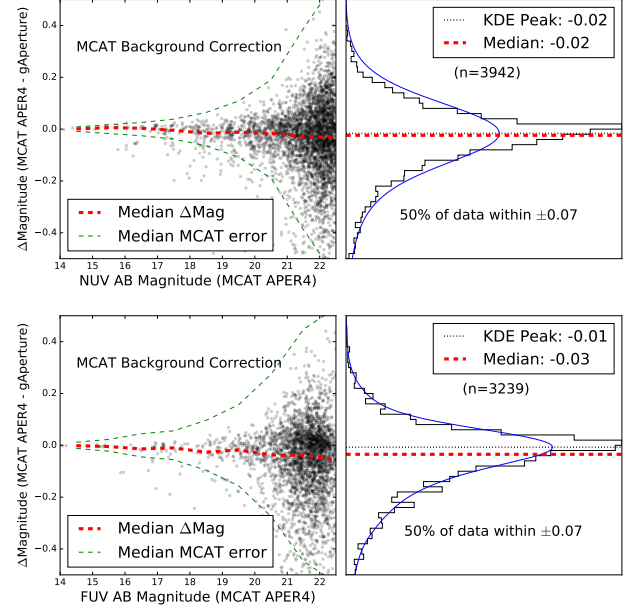 MCAT Background Correction
ΔMagnitude (MCAT APER4 - gAperture)
0.4
0.2
0.0
−0.2
−0.4
Median ΔMag
Median MCAT error
14 15 16 17 18 19 20 21 22
NUV AB Magnitude (MCAT APER4)
KDE Peak: -0.02
Median: -0.02
(n=3942)
50% of data within ±0.07
MCAT Background Correction
ΔMagnitude (MCAT APER4 - gAperture)
0.4
0.2
0.0
−0.2
−0.4
Median ΔMag
Median MCAT error
14 15 16 17 18 19 20 21 22
FUV AB Magnitude (MCAT APER4)
KDE Peak: -0.01
Median: -0.03
(n=3239)
50% of data within ±0.07